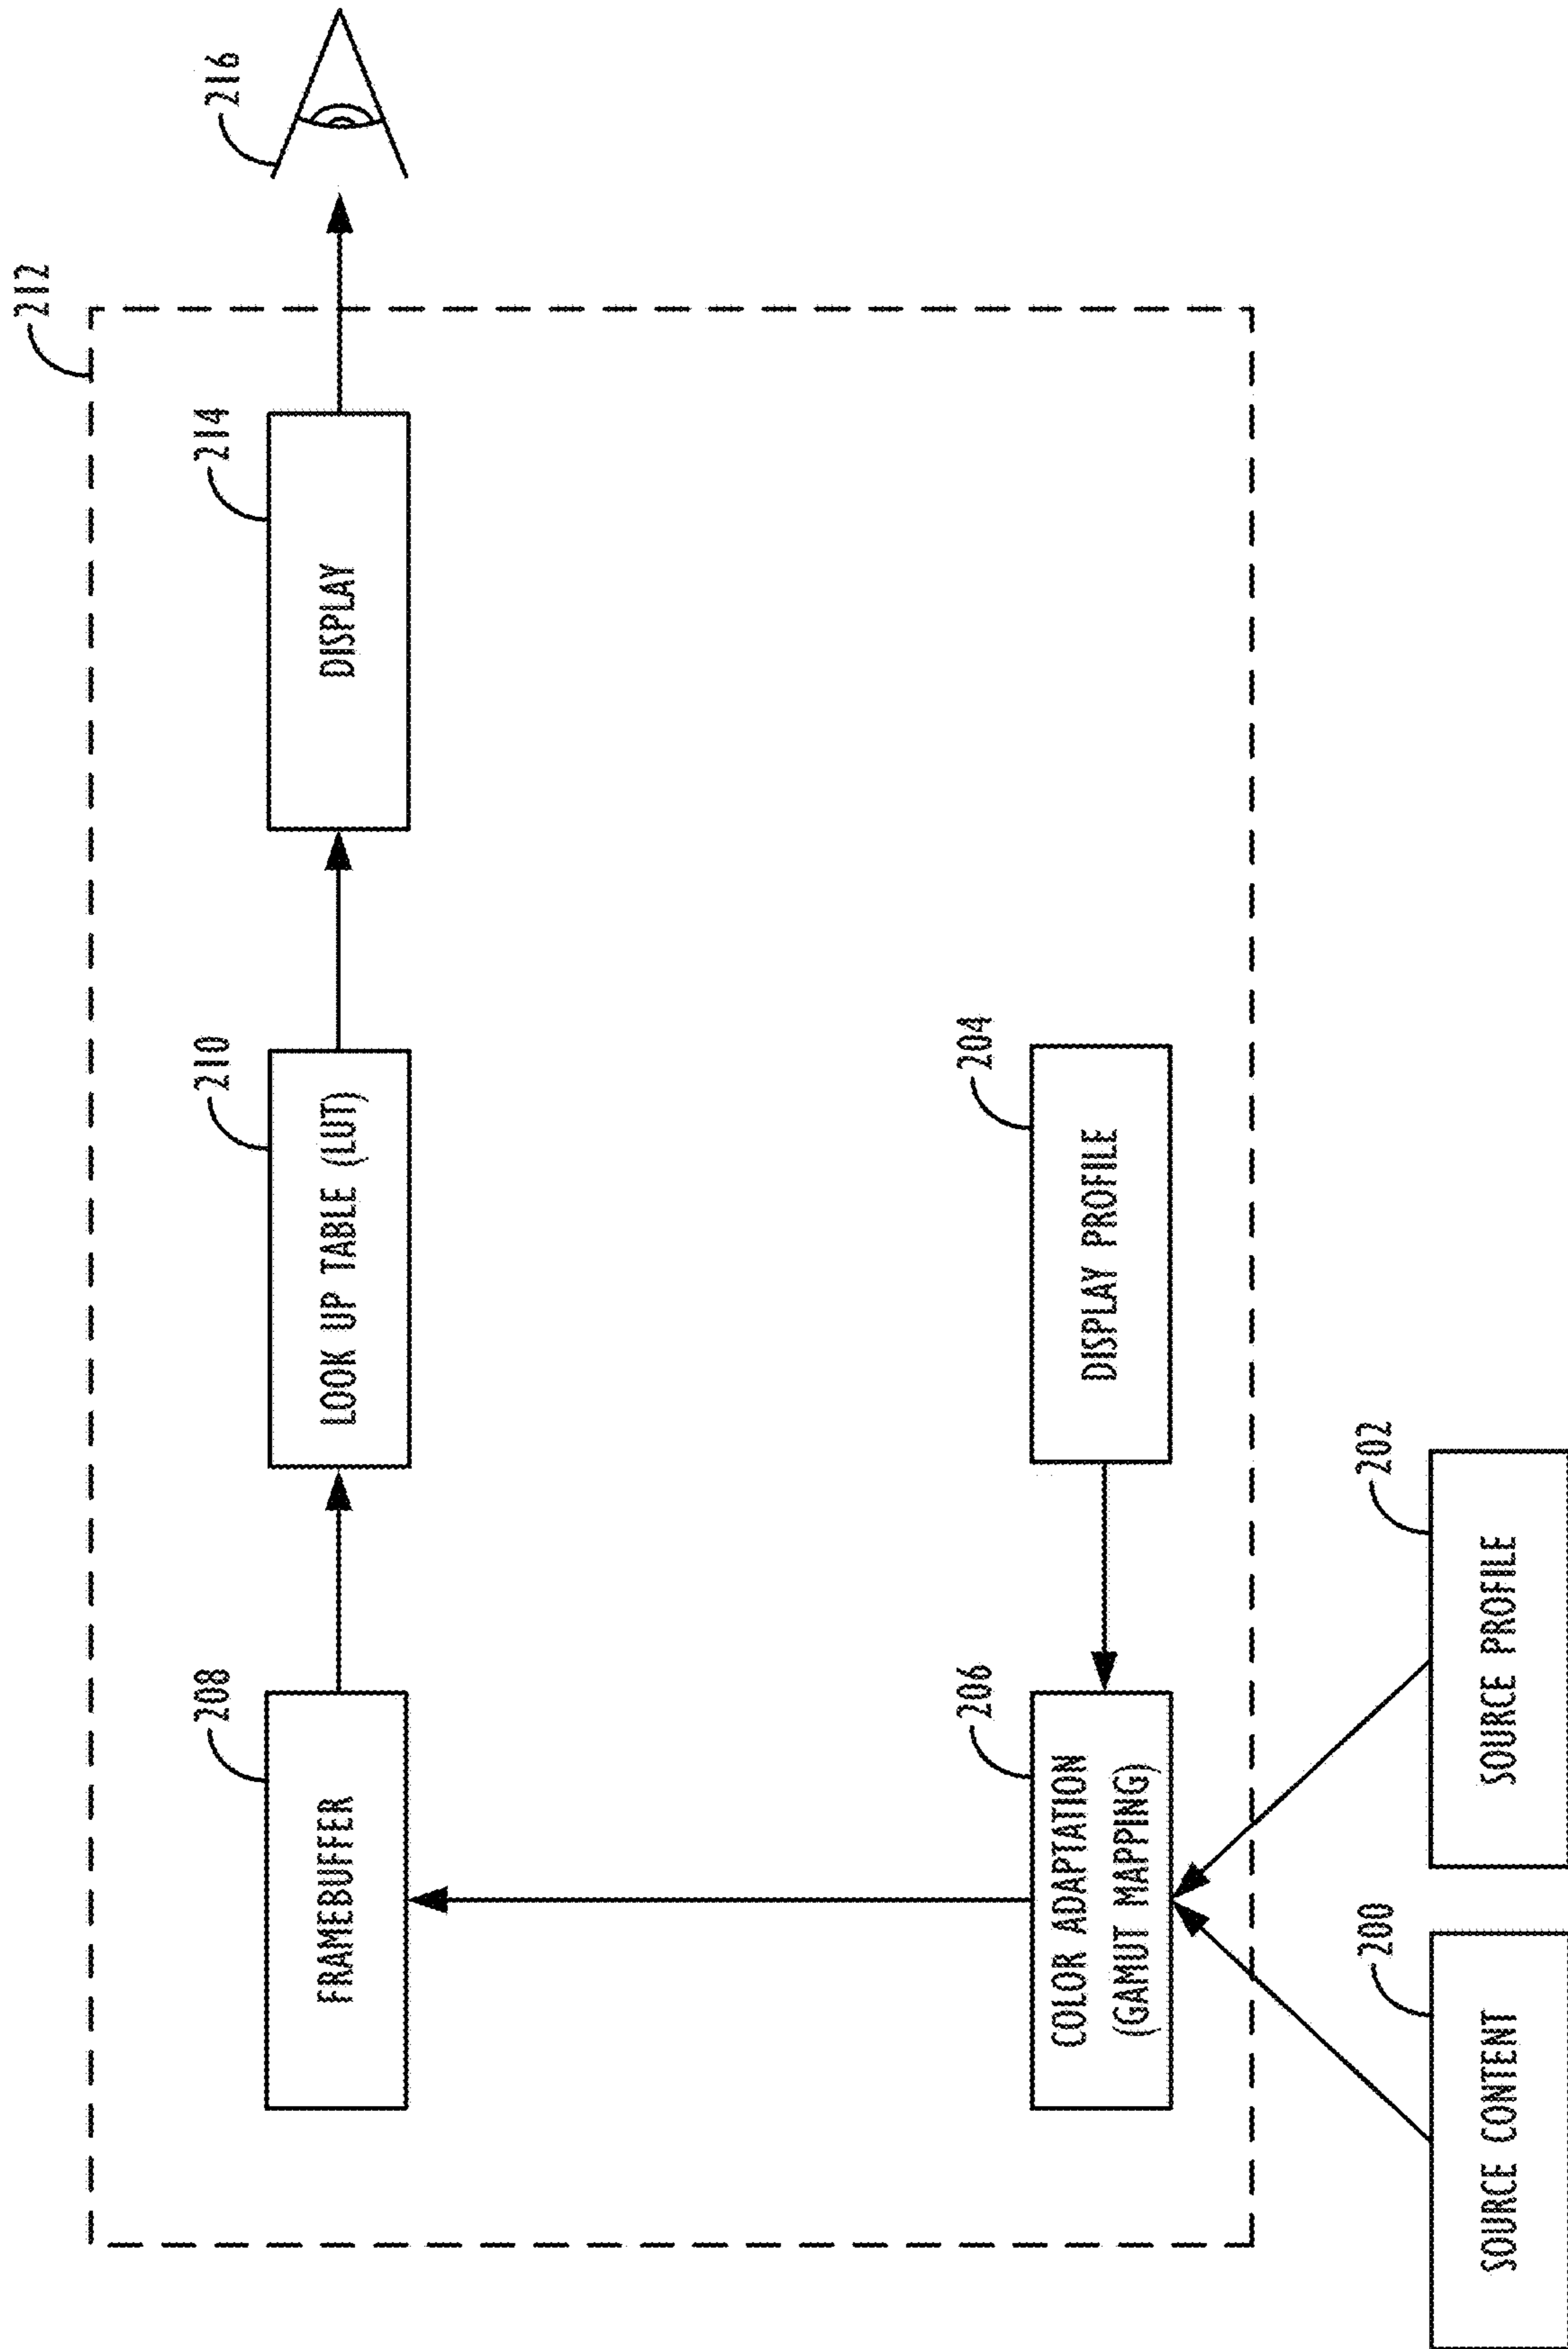 212
216
208
FRAMEBUFFER
210
LOOK UP TABLE (LUT)
214
DISPLAY
206
COLOR ADAPTATION
(GAMUT MAPPING)
204
DISPLAY PROFILE
200
SOURCE CONTENT
202
SOURCE PROFILE